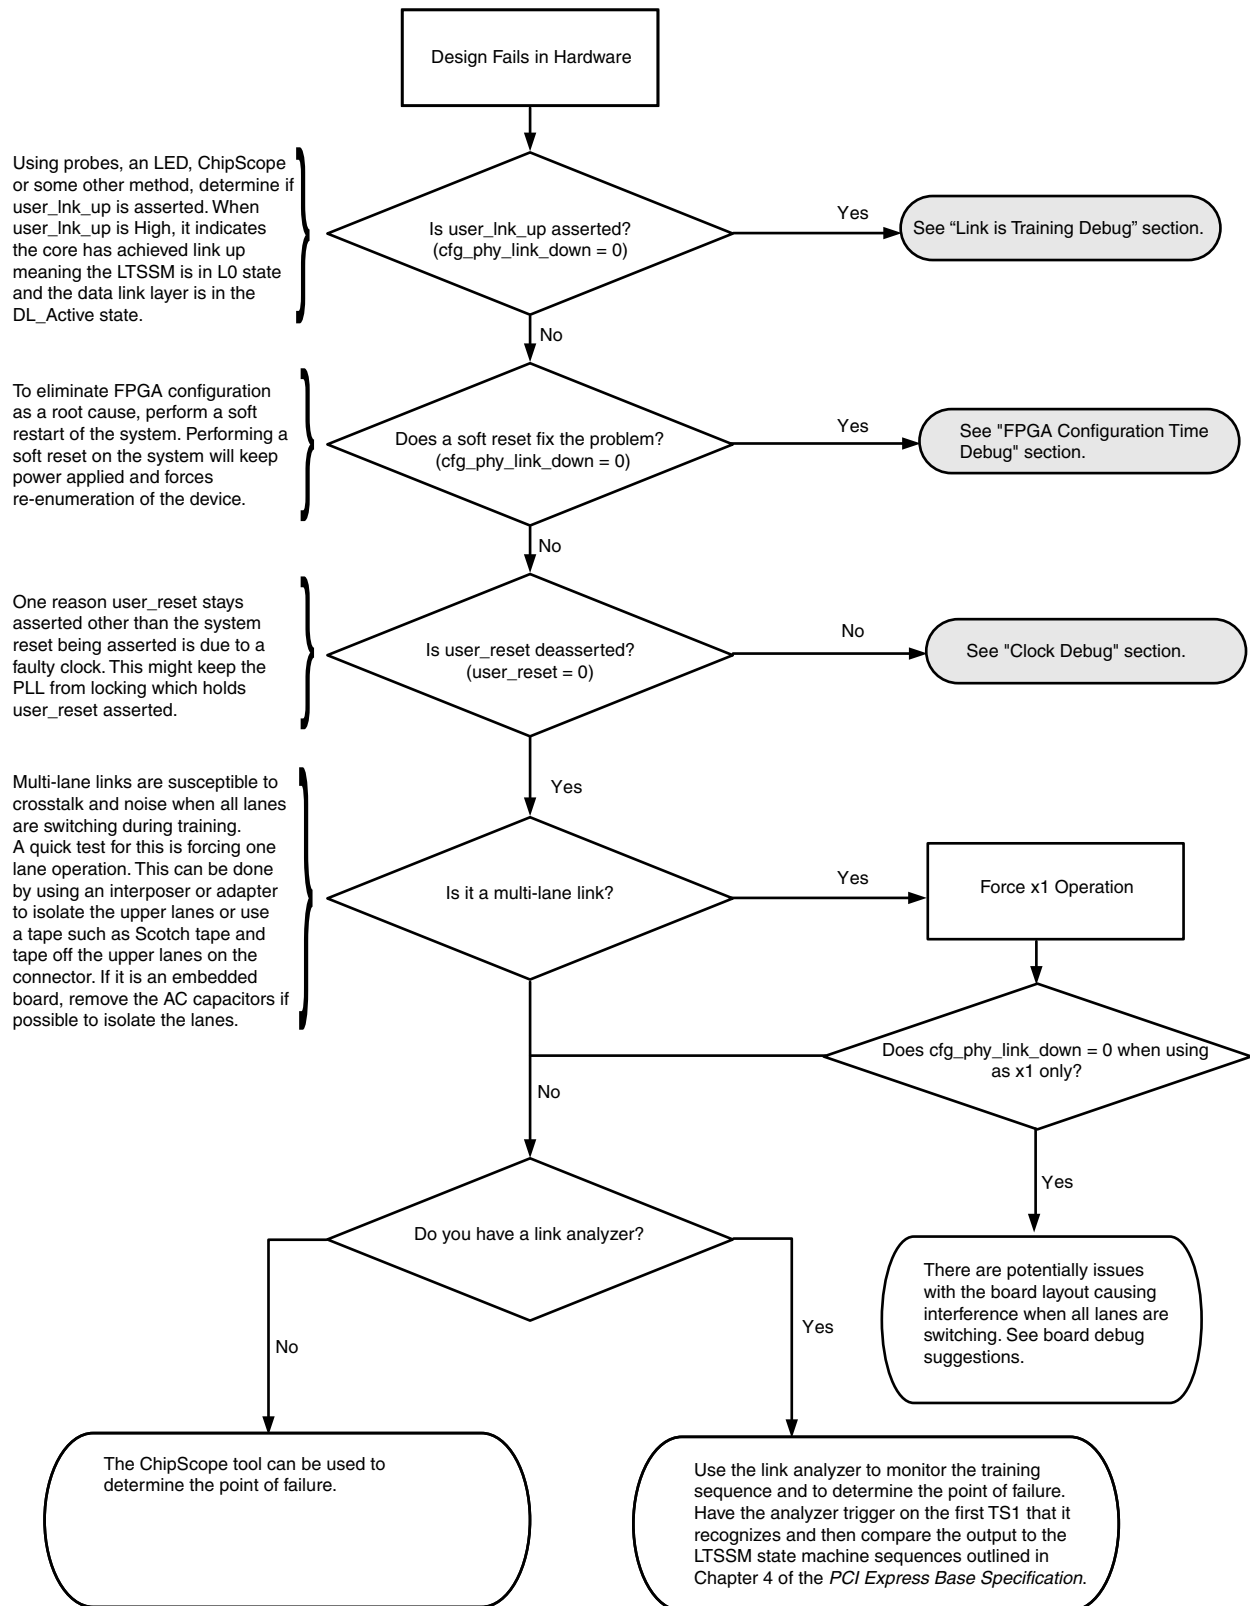 Design Fails in Hardware
Using probes, an LED, ChipScope
or some other method, determine if
user_lnk_up is asserted. When
user_lnk_up is High, it indicates
the core has achieved link up
meaning the LTSSM is in L0 state
and the data link layer is in the
DL_Active state.
Is user_lnk_up asserted?
(cfg_phy_link_down = 0)
Yes
See “Link is Training Debug” section.
No
To eliminate FPGA configuration
as a root cause, perform a soft
restart of the system. Performing a
soft reset on the system will keep
power applied and forces
re-enumeration of the device.
Does a soft reset fix the problem?
(cfg_phy_link_down = 0)
Yes
See "FPGA Configuration Time
Debug" section.
No
One reason user_reset stays
asserted other than the system
reset being asserted is due to a
faulty clock. This might keep the
PLL from locking which holds
user_reset asserted.
Is user_reset deasserted?
(user_reset = 0)
No
See "Clock Debug" section.
Yes
Multi-lane links are susceptible to
crosstalk and noise when all lanes
are switching during training.
A quick test for this is forcing one
lane operation. This can be done
by using an interposer or adapter
to isolate the upper lanes or use
a tape such as Scotch tape and
tape off the upper lanes on the
connector. If it is an embedded
board, remove the AC capacitors if
possible to isolate the lanes.
Is it a multi-lane link?
Yes
Force x1 Operation
Does cfg_phy_link_down = 0 when using
as x1 only?
No
Yes
Do you have a link analyzer?
There are potentially issues
with the board layout causing
interference when all lanes are
switching. See board debug
suggestions.
No
Yes
The ChipScope tool can be used to
determine the point of failure.
Use the link analyzer to monitor the training
sequence and to determine the point of failure.
Have the analyzer trigger on the first TS1 that it
recognizes and then compare the output to the
LTSSM state machine sequences outlined in
Chapter 4 of the PCI Express Base Specification.